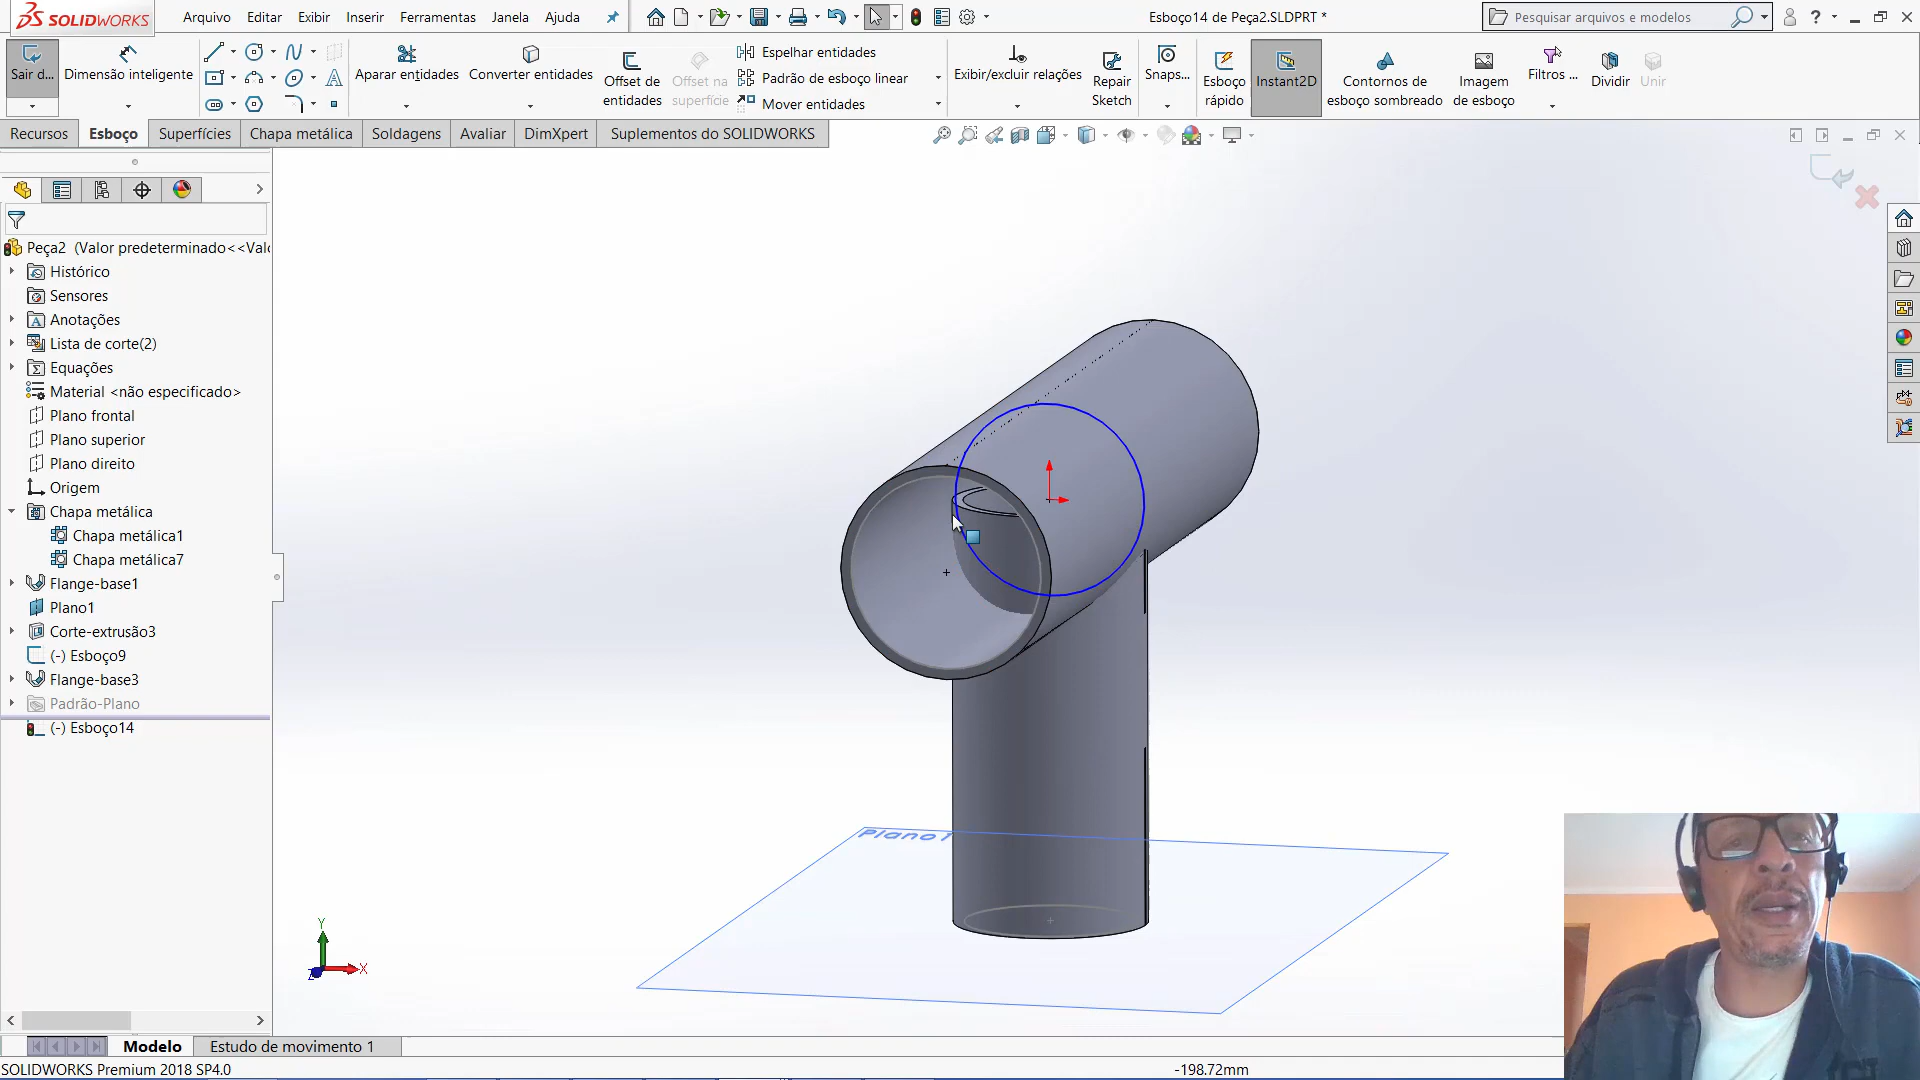 SOLIDWORKS
Arquivo Editar Exibir Inserir Ferramentas Janela Ajuda
Esboço14 de Peça2.SLDPRT *
Pesquisar arquivos e modelos
Sair d...
Dimensão inteligente
Aparar entidades
Converter entidades
Offset de entidades
Offset na superfície
Espelhar entidades
Padrão de esboço linear
Mover entidades
Exibir/excluir relações
Repair Sketch
Snaps...
Esboço rápido
Instant2D
Contornos de esboço sombreado
Imagem de esboço
Filtros ...
Dividir
Unir
Recursos Esboço Superfícies Chapa metálica Soldagens Avaliar DimXpert Suplementos do SOLIDWORKS
Peça2 (Valor predeterminado<<Valo
Histórico
Sensores
Anotações
Lista de corte(2)
Equações
Material <não especificado>
Plano frontal
Plano superior
Plano direito
Origem
Chapa metálica
Chapa metálica1
Chapa metálica7
Flange-base1
Plano1
Corte-extrusão3
(-) Esboço9
Flange-base3
Padrão-Plano
(-) Esboço14
Plano1
Y
X
Z
Modelo Estudo de movimento 1
SOLIDWORKS Premium 2018 SP4.0
-198.72mm